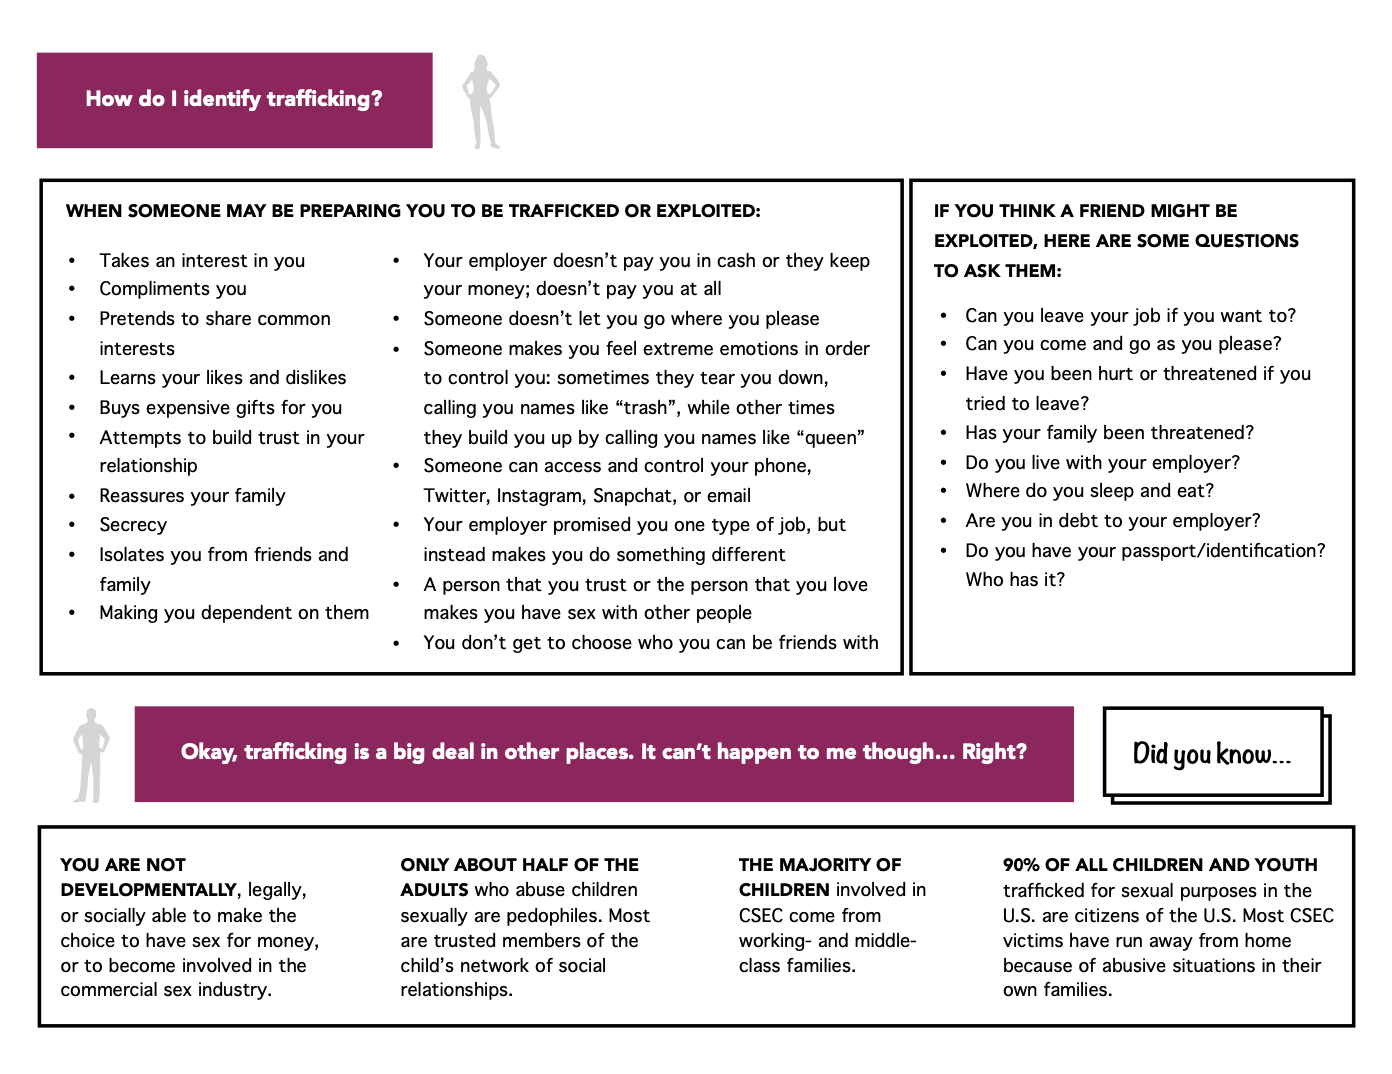 How do I identify trafficking?
WHEN SOMEONE MAY BE PREPARING YOU TO BE TRAFFICKED OR EXPLOITED:
• Takes an interest in you
• Compliments you
• Pretends to share common
interests
• Learns your likes and dislikes
• Buys expensive gifts for you
• Attempts to build trust in your
relationship
• Reassures your family
• Secrecy
• Isolates you from friends and
family
• Making you dependent on them
• Your employer doesn’t pay you in cash or they keep
your money; doesn’t pay you at all
• Someone doesn’t let you go where you please
• Someone makes you feel extreme emotions in order
to control you: sometimes they tear you down,
calling you names like “trash”, while other times
they build you up by calling you names like “queen”
• Someone can access and control your phone,
Twitter, Instagram, Snapchat, or email
• Your employer promised you one type of job, but
instead makes you do something different
• A person that you trust or the person that you love
makes you have sex with other people
• You don’t get to choose who you can be friends with
IF YOU THINK A FRIEND MIGHT BE
EXPLOITED, HERE ARE SOME QUESTIONS
TO ASK THEM:
• Can you leave your job if you want to?
• Can you come and go as you please?
• Have you been hurt or threatened if you
tried to leave?
• Has your family been threatened?
• Do you live with your employer?
• Where do you sleep and eat?
• Are you in debt to your employer?
• Do you have your passport/identification?
Who has it?
Okay, trafficking is a big deal in other places. It can’t happen to me though... Right?
Did you know...
YOU ARE NOT
DEVELOPMENTALLY, legally,
or socially able to make the
choice to have sex for money,
or to become involved in the
commercial sex industry.
ONLY ABOUT HALF OF THE
ADULTS who abuse children
sexually are pedophiles. Most
are trusted members of the
child’s network of social
relationships.
THE MAJORITY OF
CHILDREN involved in
CSEC come from
working- and middle-
class families.
90% OF ALL CHILDREN AND YOUTH
trafficked for sexual purposes in the
U.S. are citizens of the U.S. Most CSEC
victims have run away from home
because of abusive situations in their
own families.